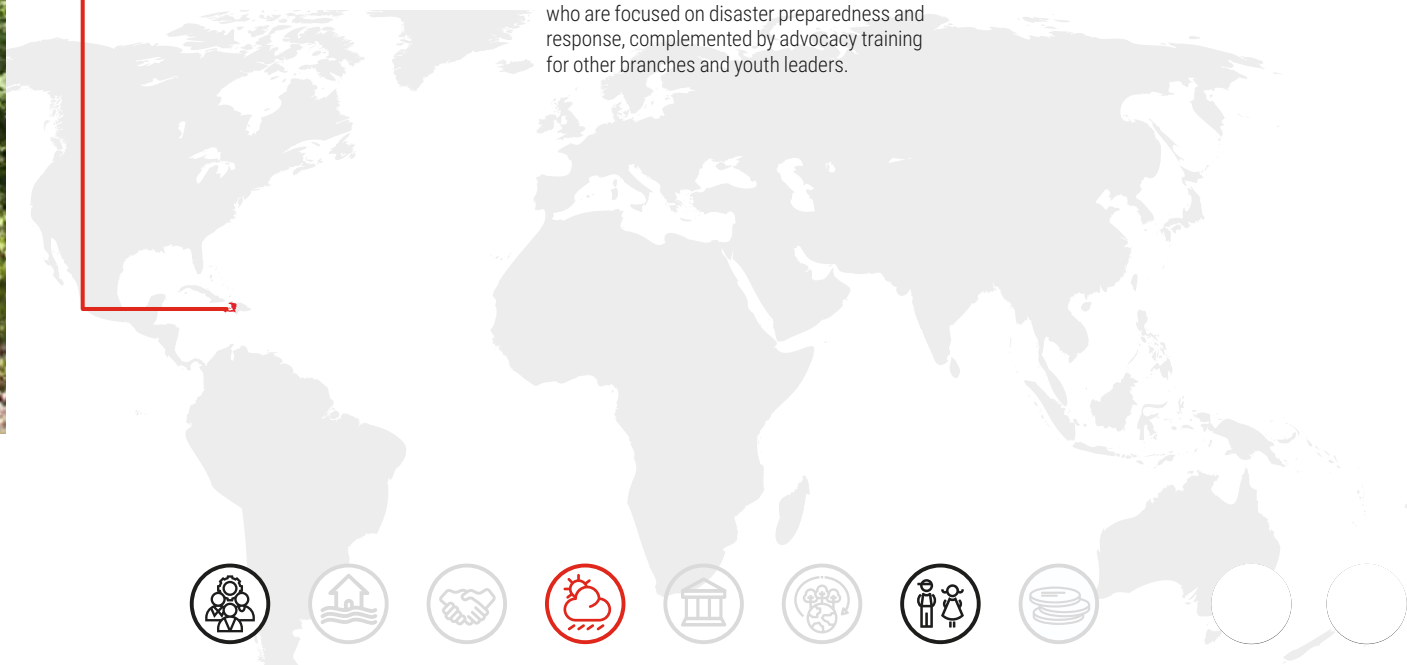 who are focused on disaster preparedness and
response, complemented by advocacy training
for other branches and youth leaders.